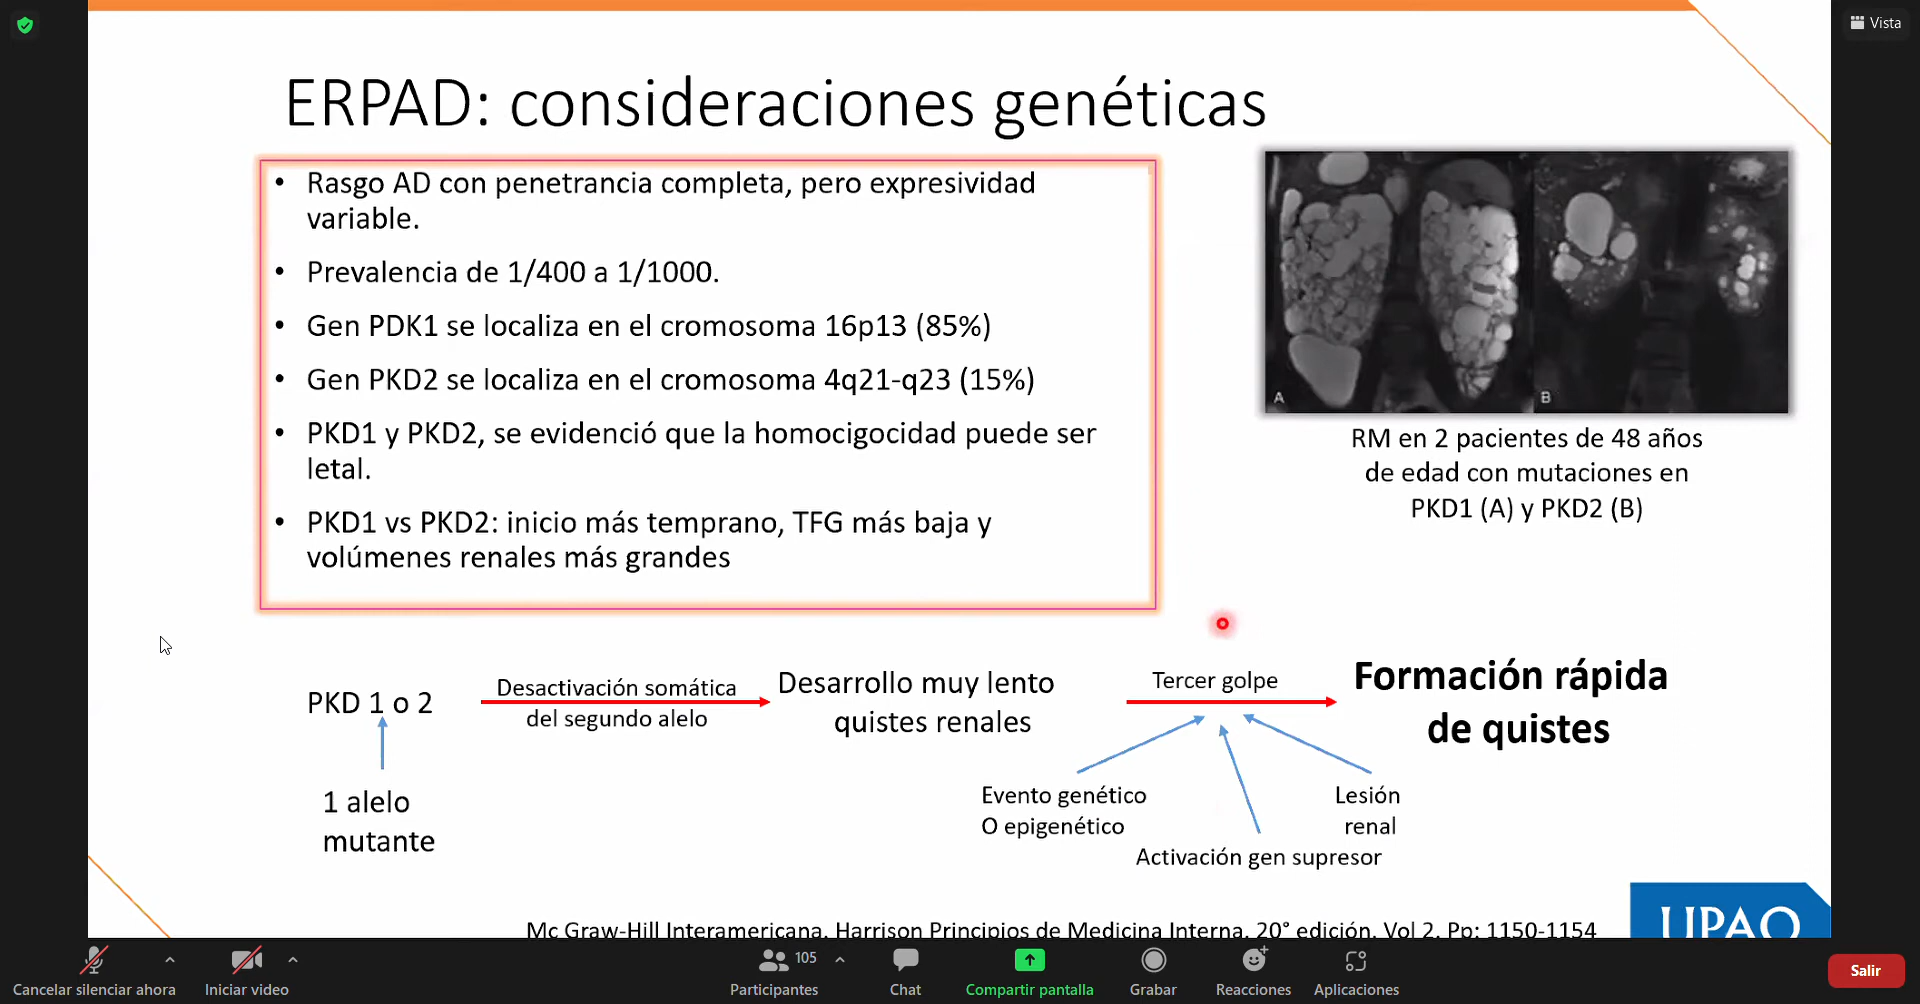 Vista
ERPAD: consideraciones genéticas
• Rasgo AD con penetrancia completa, pero expresividad
variable.
• Prevalencia de 1/400 a 1/1000.
• Gen PDK1 se localiza en el cromosoma 16p13 (85%)
• Gen PKD2 se localiza en el cromosoma 4q21-q23 (15%)
• PKD1 y PKD2, se evidenció que la homocigocidad puede ser
letal.
• PKD1 vs PKD2: inicio más temprano, TFG más baja y
volúmenes renales más grandes
A
B
RM en 2 pacientes de 48 años
de edad con mutaciones en
PKD1 (A) y PKD2 (B)
PKD 1 o 2
1 alelo
mutante
Desactivación somática
del segundo alelo
Desarrollo muy lento
quistes renales
Tercer golpe
Formación rápida
de quistes
Evento genético
O epigenético
Activación gen supresor
Lesión
renal
Mc Graw-Hill Interamericana. Harrison Principios de Medicina Interna. 20° edición. Vol 2. Pp: 1150-1154
UPAO
Cancelar silenciar ahora
Iniciar video
105
Participantes
Chat
Compartir pantalla
Grabar
Reacciones
Aplicaciones
Salir